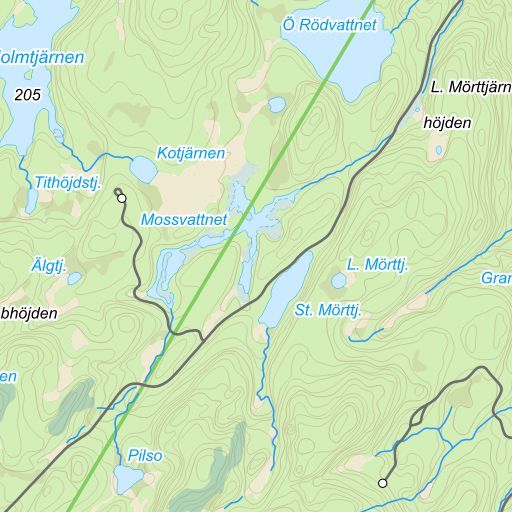 Ö Rödvattnet
olmtjärnen
205
L. Mörttjärn
höjden
Kotjärnen
Tithöjdstj.
Mossvattnet
Älgtj.
L. Mörttj.
Gran
bhöjden
St. Mörttj.
en
Pilso